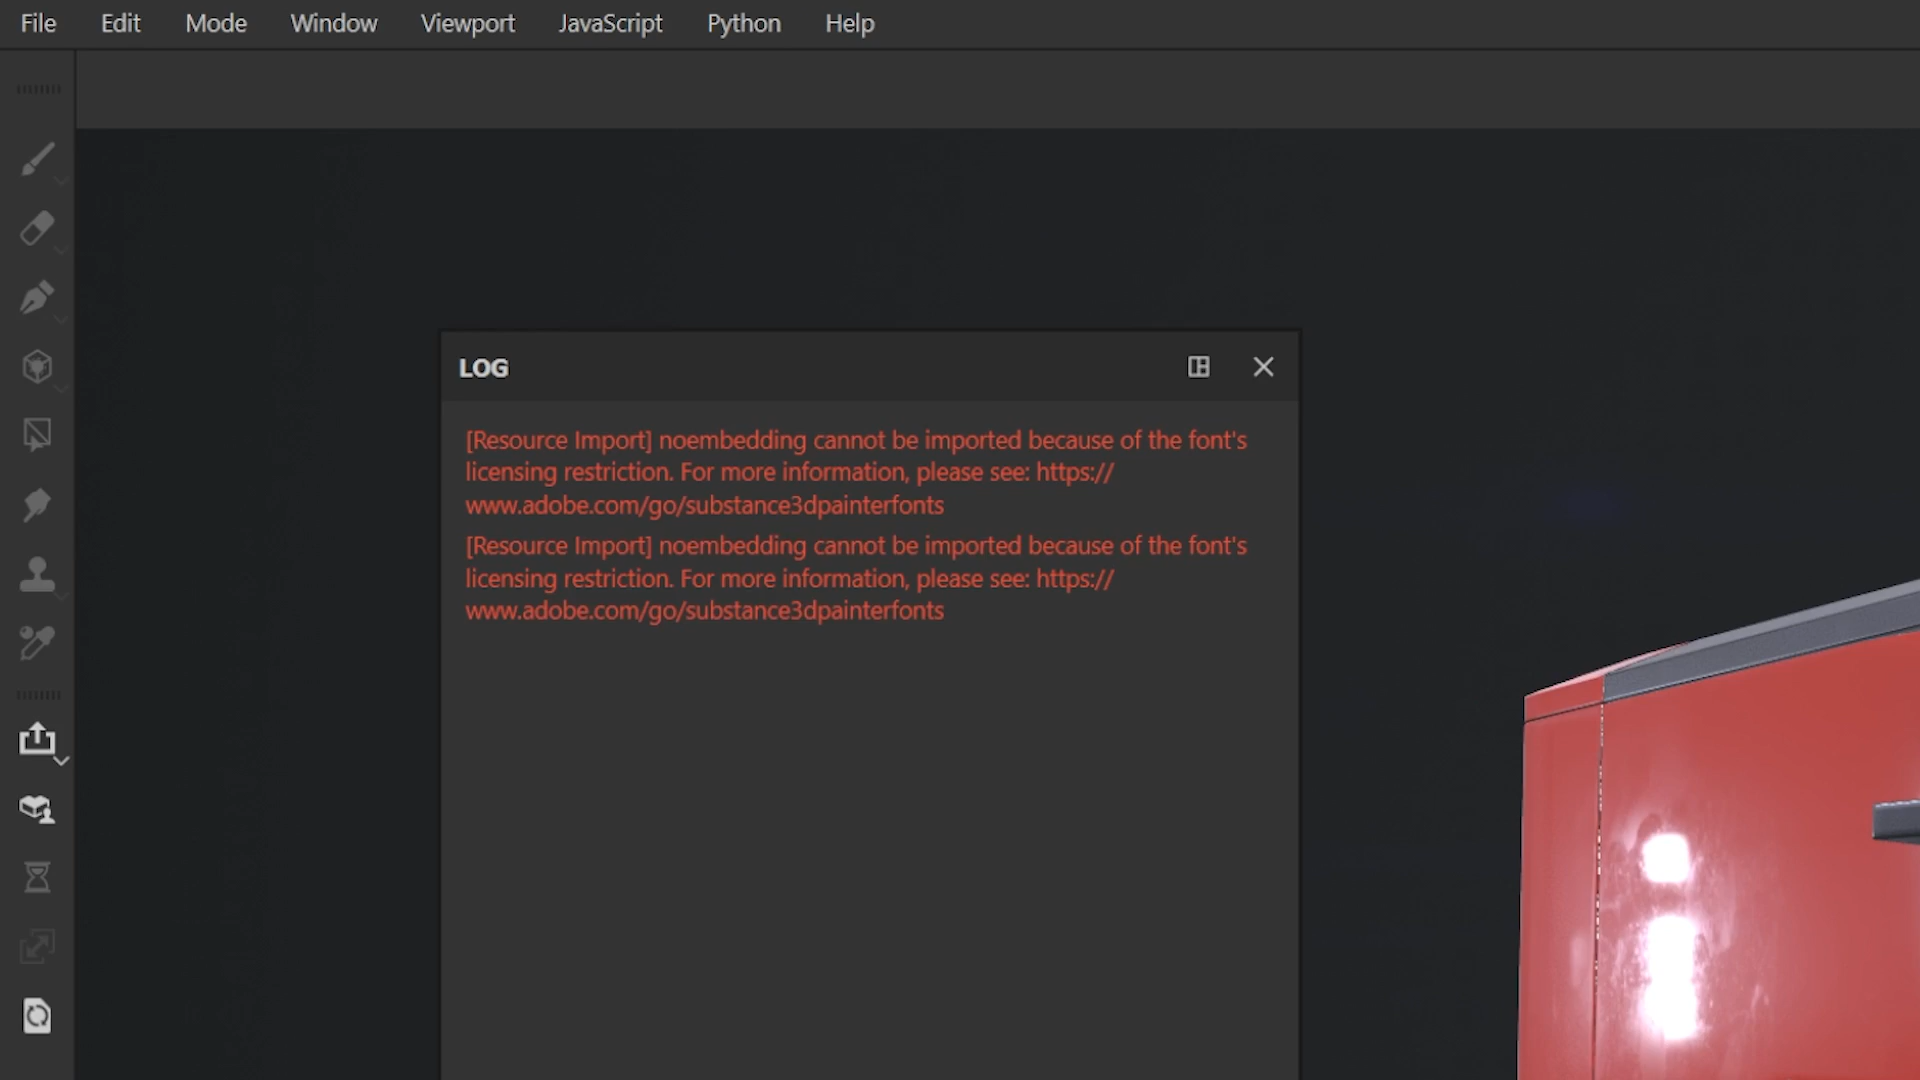 File Edit Mode Window Viewport JavaScript Python Help
LOG
[Resource Import] noembedding cannot be imported because of the font's
licensing restriction. For more information, please see: https://
www.adobe.com/go/substance3dpainterfonts
[Resource Import] noembedding cannot be imported because of the font's
licensing restriction. For more information, please see: https://
www.adobe.com/go/substance3dpainterfonts